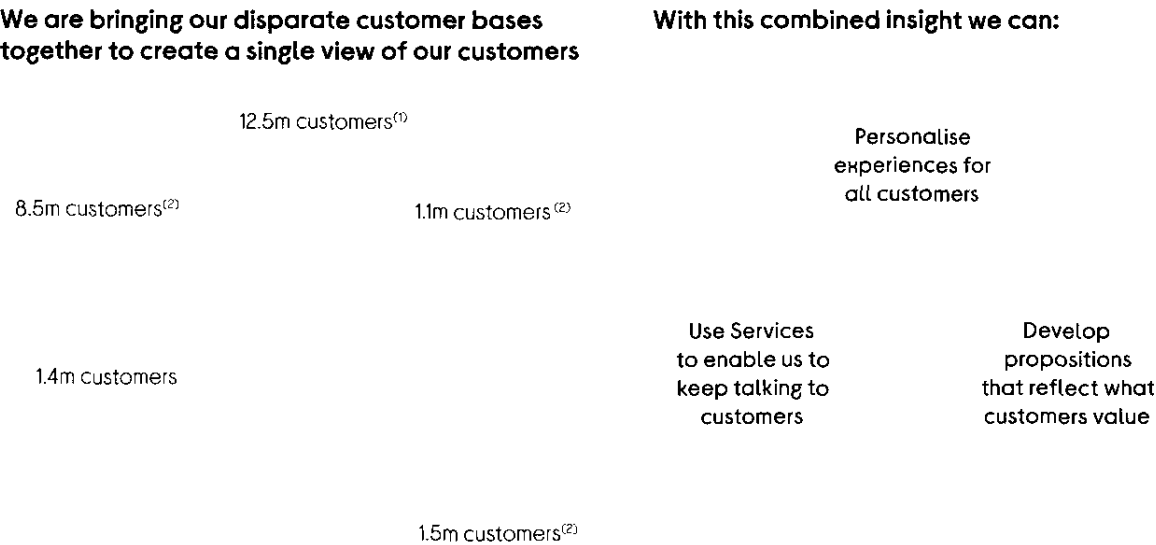 We are bringing our disparate customer bases
together to create a single view of our customers
12.5m customers(1)
8.5m customers(2)
1.1m customers (2)
1.4m customers
1.5m customers(2)
With this combined insight we can:
Personalise
experiences for
all customers
Use Services
to enable us to
keep talking to
customers
Develop
propositions
that reflect what
customers value